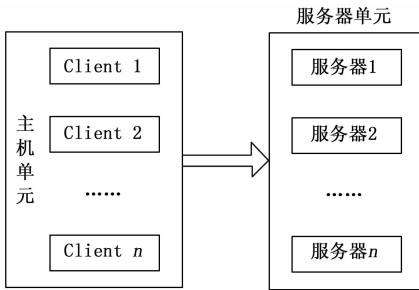 服务器单元
主机单元
Client 1
Client 2
……
Client n
服务器1
服务器2
……
服务器n